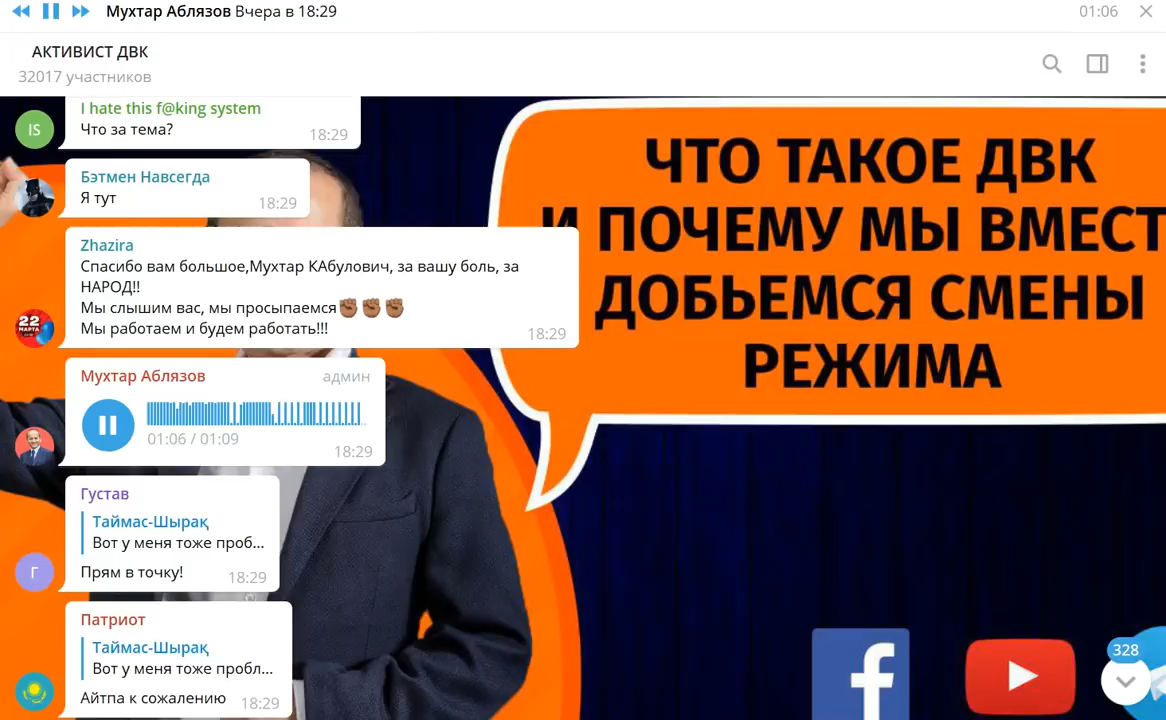 Мухтар Аблязов Вчера в 18:29
01:06
АКТИВИСТ ДВК
32017 участников
I hate this f@king system
IS
Что за тема?
18:29
Бэтмен Навсегда
Я тут
18:29
Zhazira
Спасибо вам большое,Мухтар КАбулович, за вашу боль, за
НАРОД!!
Мы слышим вас, мы просыпаемся✊🏾✊🏾✊🏾
Мы работаем и будем работать!!!
18:29
22
МАРТА
Мухтар Аблязов
админ
01:06 / 01:09
18:29
Густав
Таймас-Шырақ
Вот у меня тоже проб...
Г
Прям в точку!
18:29
Патриот
Таймас-Шырақ
Вот у меня тоже пробл...
Айтпа к сожалению
18:29
ЧТО ТАКОЕ ДВК
И ПОЧЕМУ МЫ ВМЕСТ
ДОБЬЕМСЯ СМЕНЫ
РЕЖИМА
f
328